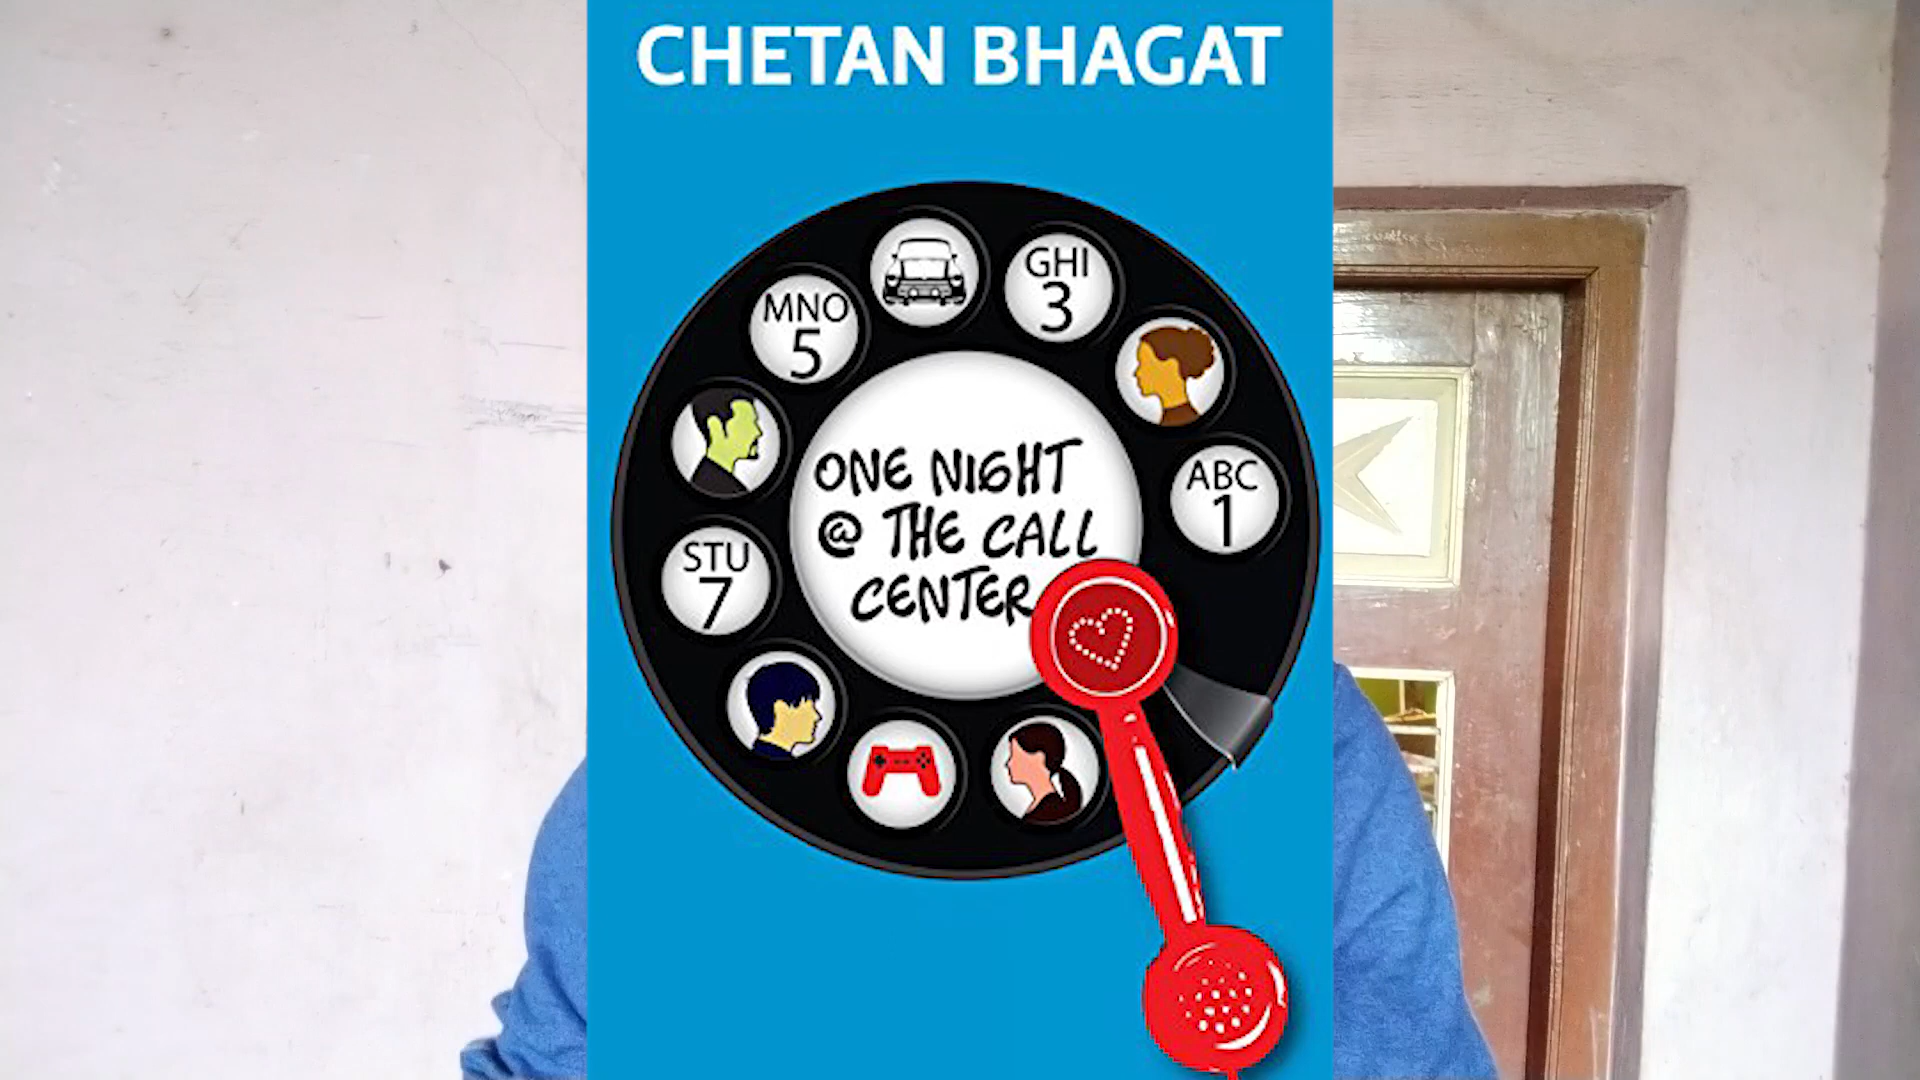 CHETAN BHAGAT
GHI
3
MNO
5
ABC
1
STU
7
ONE NIGHT
@ THE CALL
CENTER